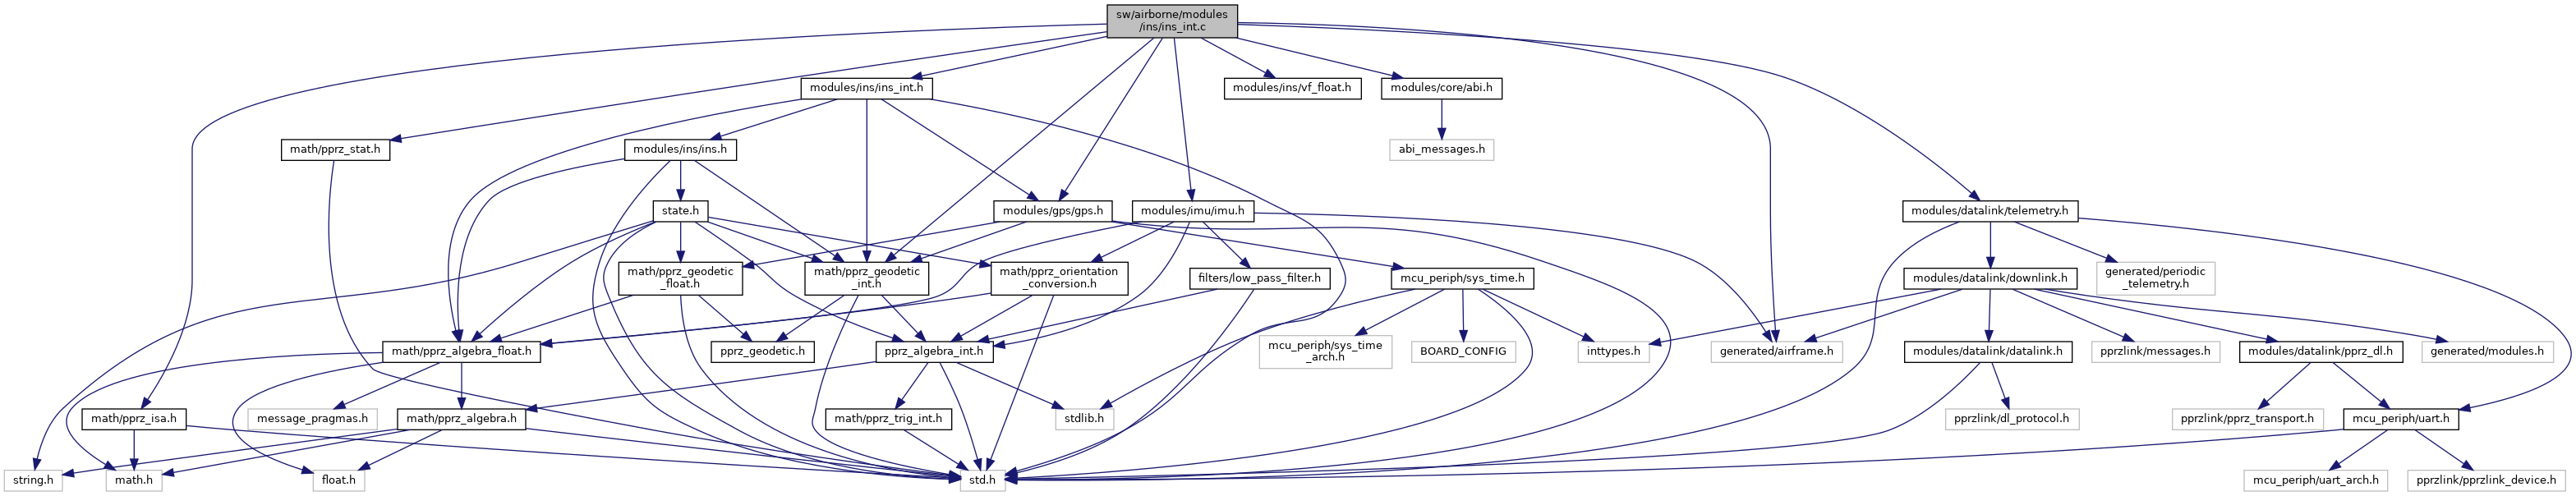 sw/airborne/modules
/ins/ins_int.c
modules/ins/ins_int.h
modules/ins/vf_float.h
modules/core/abi.h
math/pprz_stat.h
modules/ins/ins.h
abi_messages.h
state.h
modules/gps/gps.h
modules/imu/imu.h
modules/datalink/telemetry.h
math/pprz_geodetic
_float.h
math/pprz_geodetic
_int.h
math/pprz_orientation
_conversion.h
filters/low_pass_filter.h
mcu_periph/sys_time.h
modules/datalink/downlink.h
generated/periodic
_telemetry.h
math/pprz_algebra_float.h
pprz_geodetic.h
pprz_algebra_int.h
mcu_periph/sys_time
_arch.h
BOARD_CONFIG
inttypes.h
generated/airframe.h
modules/datalink/datalink.h
pprzlink/messages.h
modules/datalink/pprz_dl.h
generated/modules.h
math/pprz_isa.h
message_pragmas.h
math/pprz_algebra.h
math/pprz_trig_int.h
stdlib.h
pprzlink/dl_protocol.h
pprzlink/pprz_transport.h
mcu_periph/uart.h
string.h
math.h
float.h
std.h
mcu_periph/uart_arch.h
pprzlink/pprzlink_device.h